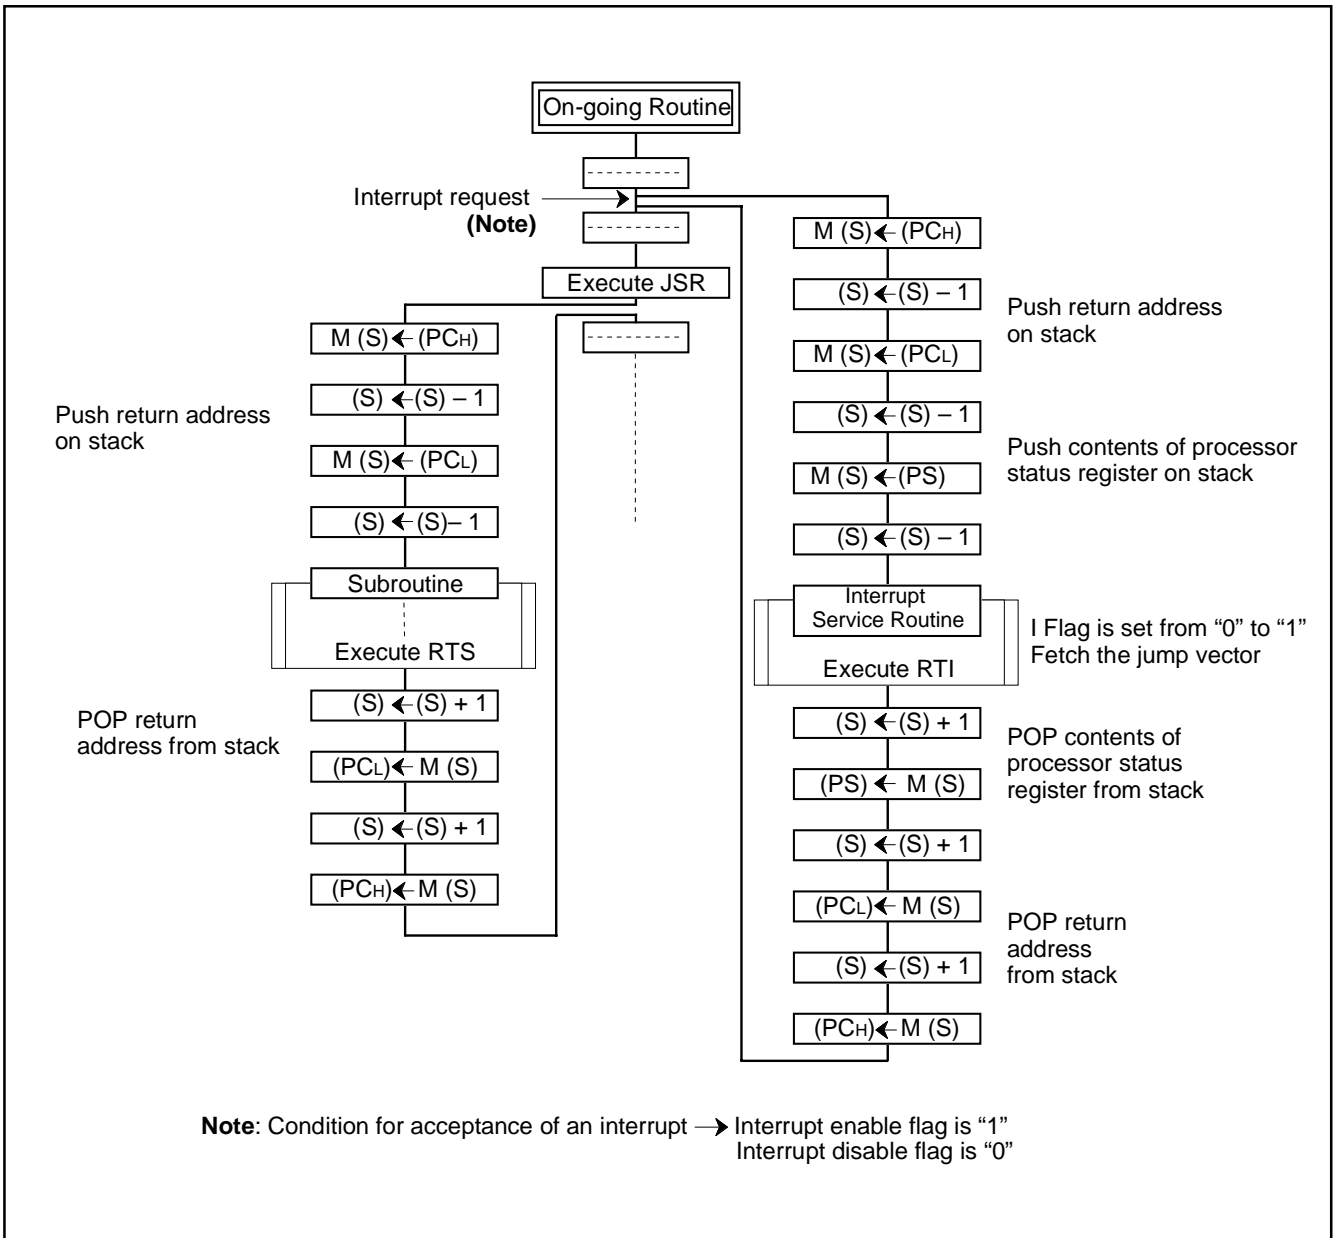 On-going Routine
Interrupt request
(Note)
Execute JSR
M (S) ← (PCH)
(S) ← (S) – 1
M (S) ← (PCL)
(S) ← (S) – 1
Push return address
on stack
Subroutine
Execute RTS
(S) ← (S) + 1
(PCL) ← M (S)
(S) ← (S) + 1
(PCH) ← M (S)
POP return
address from stack
M (S) ← (PCH)
(S) ← (S) – 1
M (S) ← (PCL)
(S) ← (S) – 1
M (S) ← (PS)
(S) ← (S) – 1
Push return address
on stack
Push contents of processor
status register on stack
Interrupt
Service Routine
Execute RTI
I Flag is set from “0” to “1”
Fetch the jump vector
(S) ← (S) + 1
(PS) ← M (S)
(S) ← (S) + 1
(PCL) ← M (S)
(S) ← (S) + 1
(PCH) ← M (S)
POP contents of
processor status
register from stack
POP return
address
from stack
Note: Condition for acceptance of an interrupt → Interrupt enable flag is “1”
Interrupt disable flag is “0”